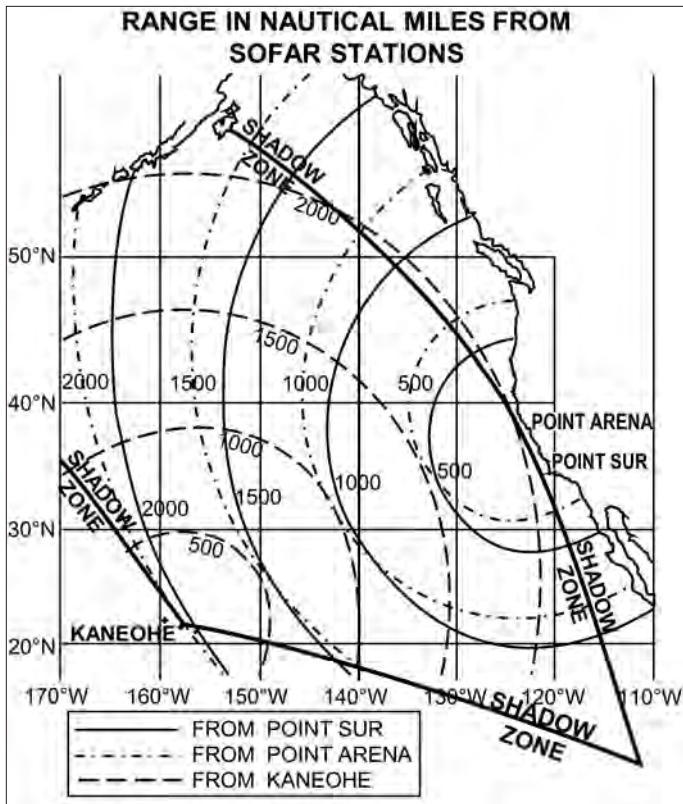 RANGE IN NAUTICAL MILES FROM
SOFAR STATIONS
SHADOW
ZONE
2000
50°N
1500
2000
1500
1000
500
40°N
POINT ARENA
POINT SUR
SHADOW
ZONE
1000
500
1000
1500
2000
30°N
500
SHADOW
ZONE
KANEOHE
20°N
170°W
160°W
150°W
140°W
130°W
120°W
110°W
SHADOW
ZONE
FROM POINT SUR
FROM POINT ARENA
FROM KANEOHE